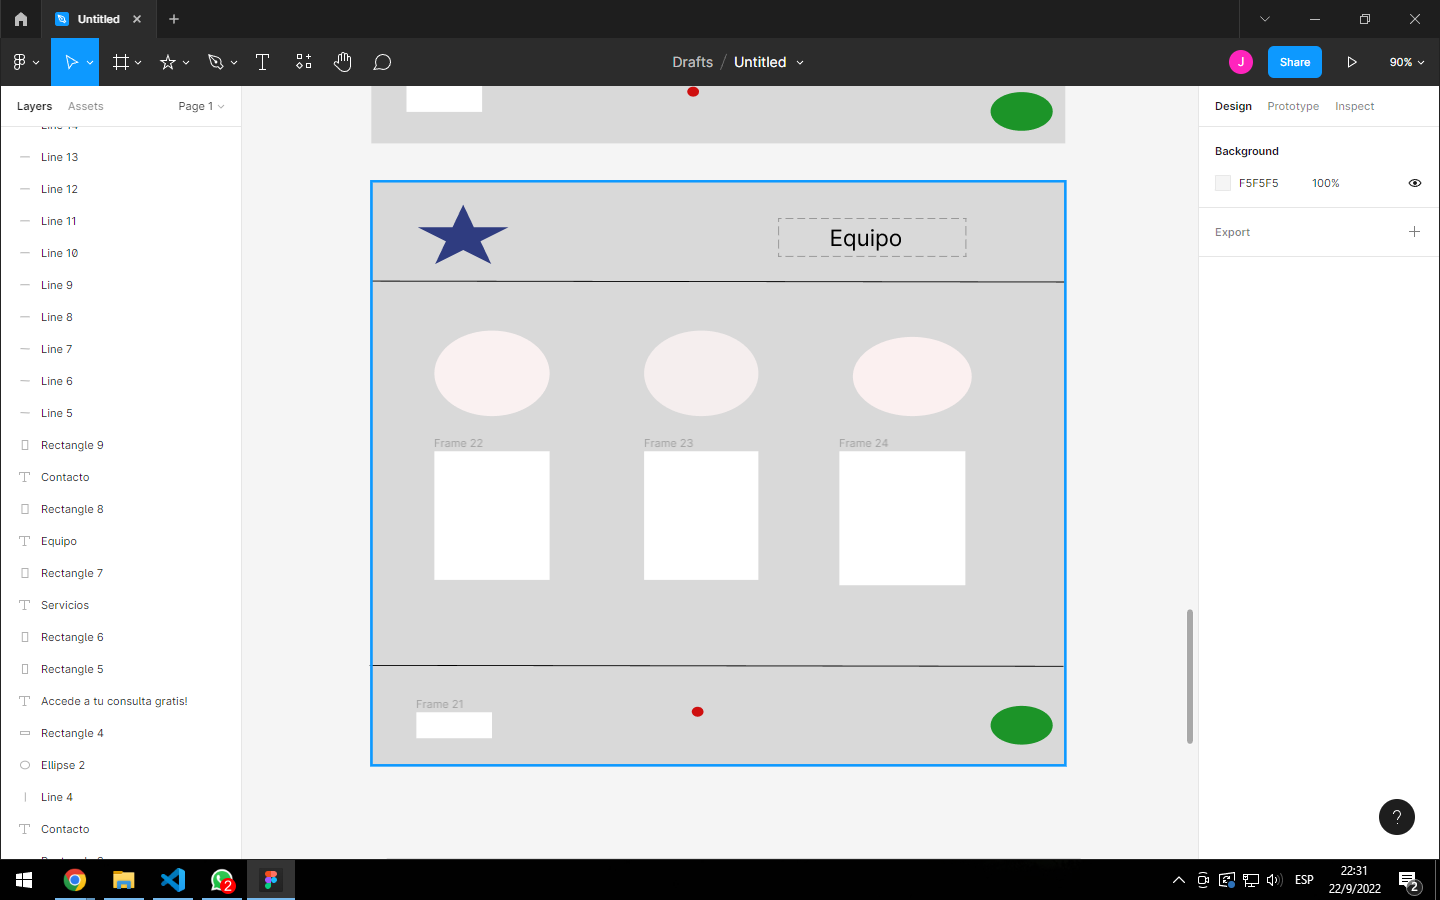 Untitled
Drafts / Untitled
J
Share
90%
Layers
Assets
Page 1
Line 14
Line 13
Line 12
Line 11
Line 10
Line 9
Line 8
Line 7
Line 6
Line 5
Rectangle 9
Contacto
Rectangle 8
Equipo
Rectangle 7
Servicios
Rectangle 6
Rectangle 5
Accede a tu consulta gratis!
Rectangle 4
Ellipse 2
Line 4
Contacto
Equipo
Frame 22
Frame 23
Frame 24
Frame 21
Design
Prototype
Inspect
Background
F5F5F5
100%
Export
?
2
ESP
22:31
22/9/2022
2